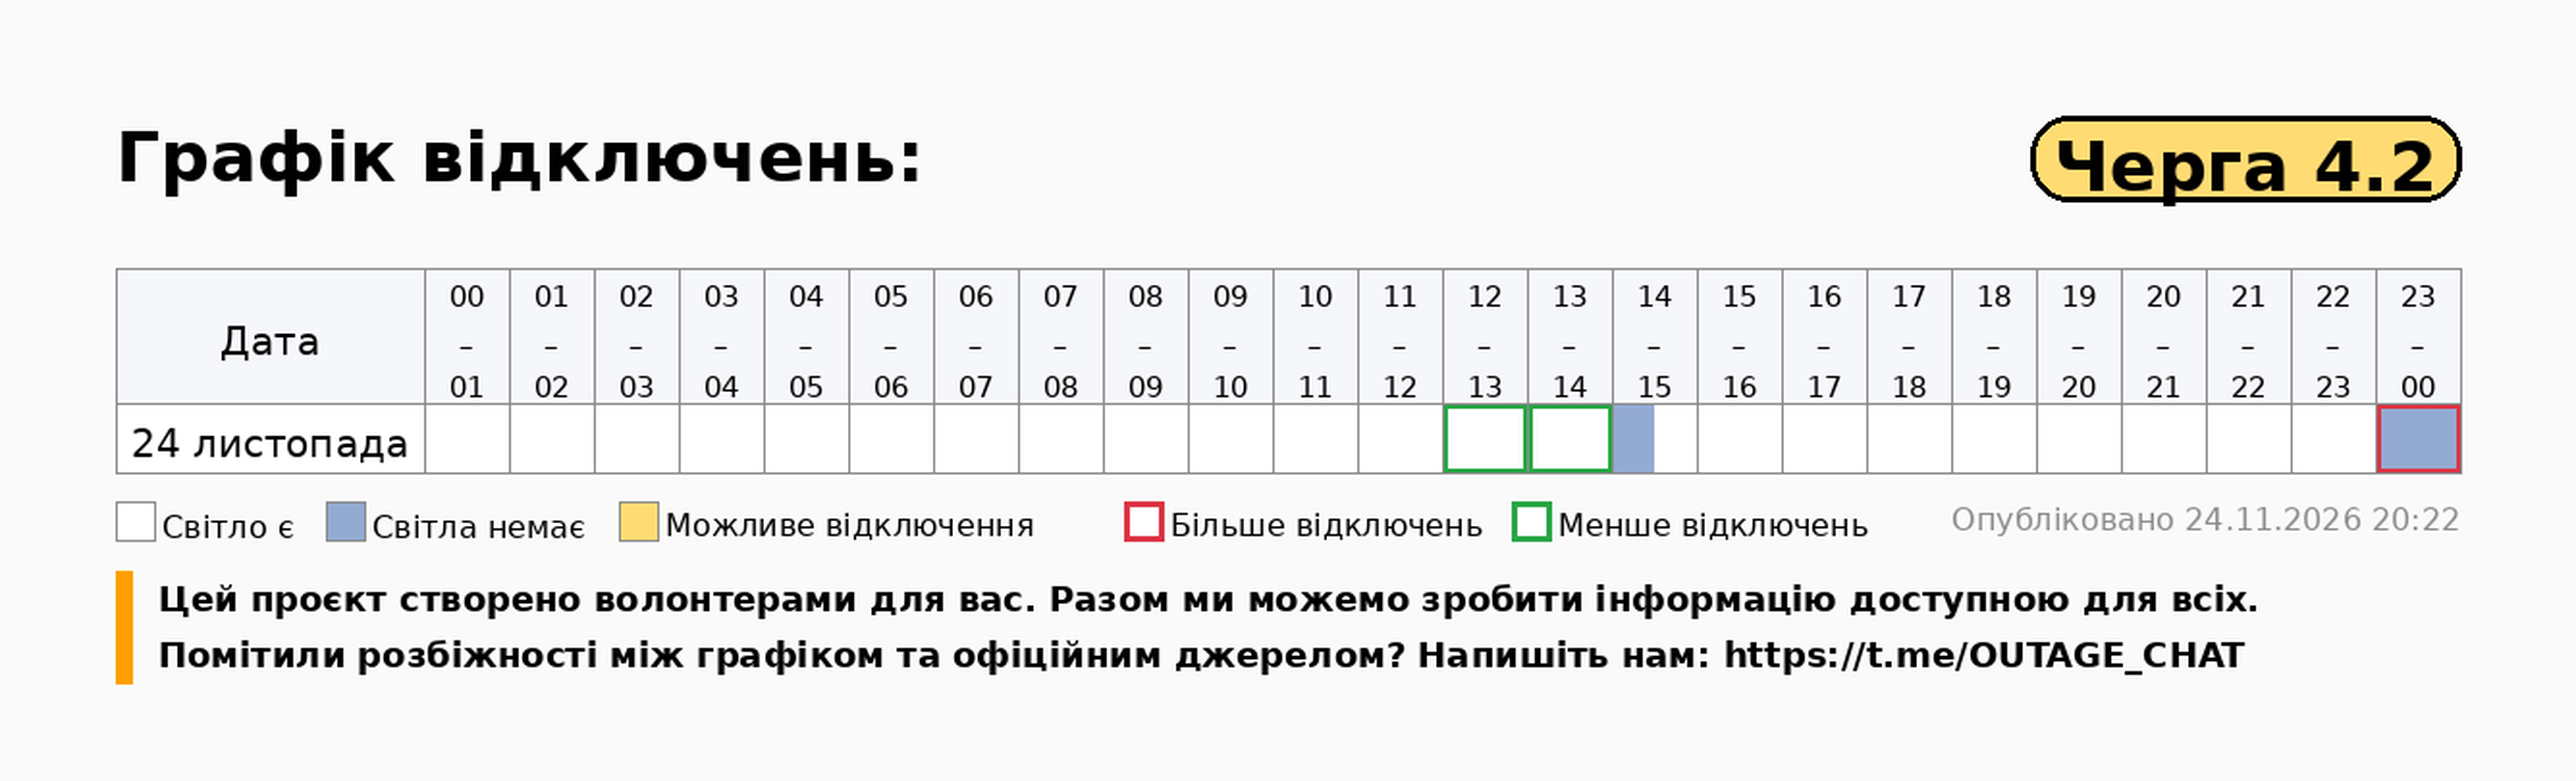 Графік відключень:
Черга 4.2
Дата 00 – 01 01 – 02 02 – 03 03 – 04 04 – 05 05 – 06 06 – 07 07 – 08 08 – 09 09 – 10 10 – 11 11 – 12 12 – 13 13 – 14 14 – 15 15 – 16 16 – 17 17 – 18 18 – 19 19 – 20 20 – 21 21 – 22 22 – 23 23 – 00
24 листопада
Світло є Світла немає Можливе відключення Більше відключень Менше відключень Опубліковано 24.11.2026 20:22
Цей проєкт створено волонтерами для вас. Разом ми можемо зробити інформацію доступною для всіх.
Помітили розбіжності між графіком та офіційним джерелом? Напишіть нам: https://t.me/OUTAGE_CHAT